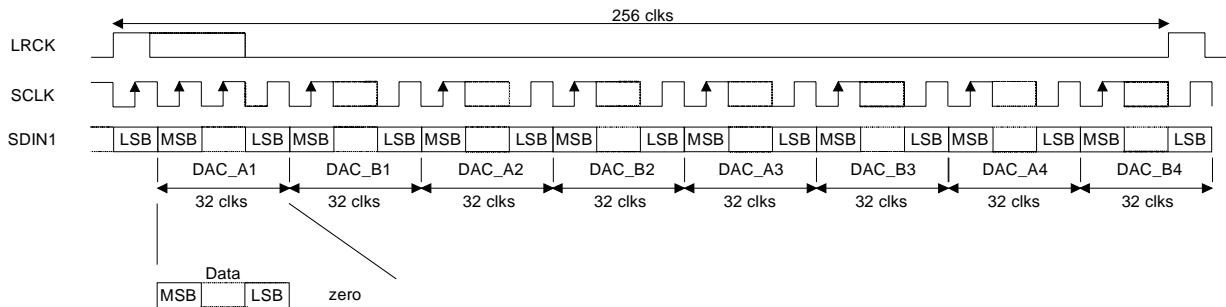 256 clks
LRCK
SCLK
SDIN1
LSB MSB LSB MSB LSB MSB LSB MSB LSB MSB LSB MSB LSB MSB LSB MSB LSB
DAC_A1 DAC_B1 DAC_A2 DAC_B2 DAC_A3 DAC_B3 DAC_A4 DAC_B4
32 clks 32 clks 32 clks 32 clks 32 clks 32 clks 32 clks 32 clks
Data
MSB LSB zero